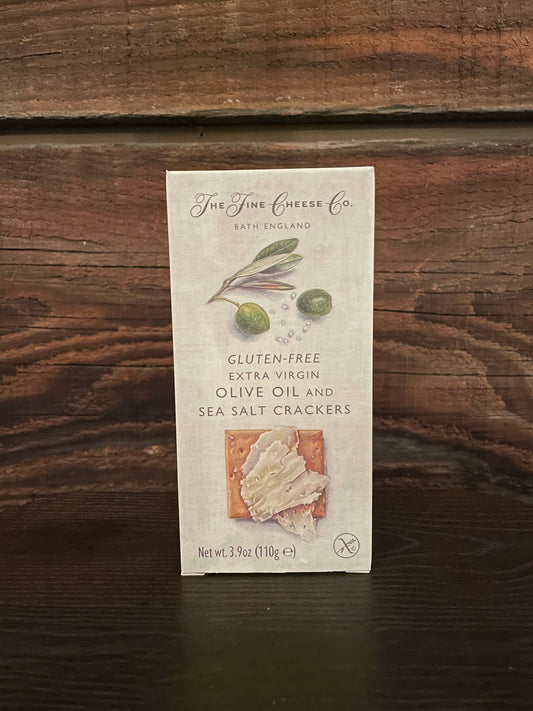 The Fine Cheese Co.
BATH ENGLAND
GLUTEN-FREE
EXTRA VIRGIN
OLIVE OIL AND
SEA SALT CRACKERS
Net wt. 3.9oz (110g ℮)